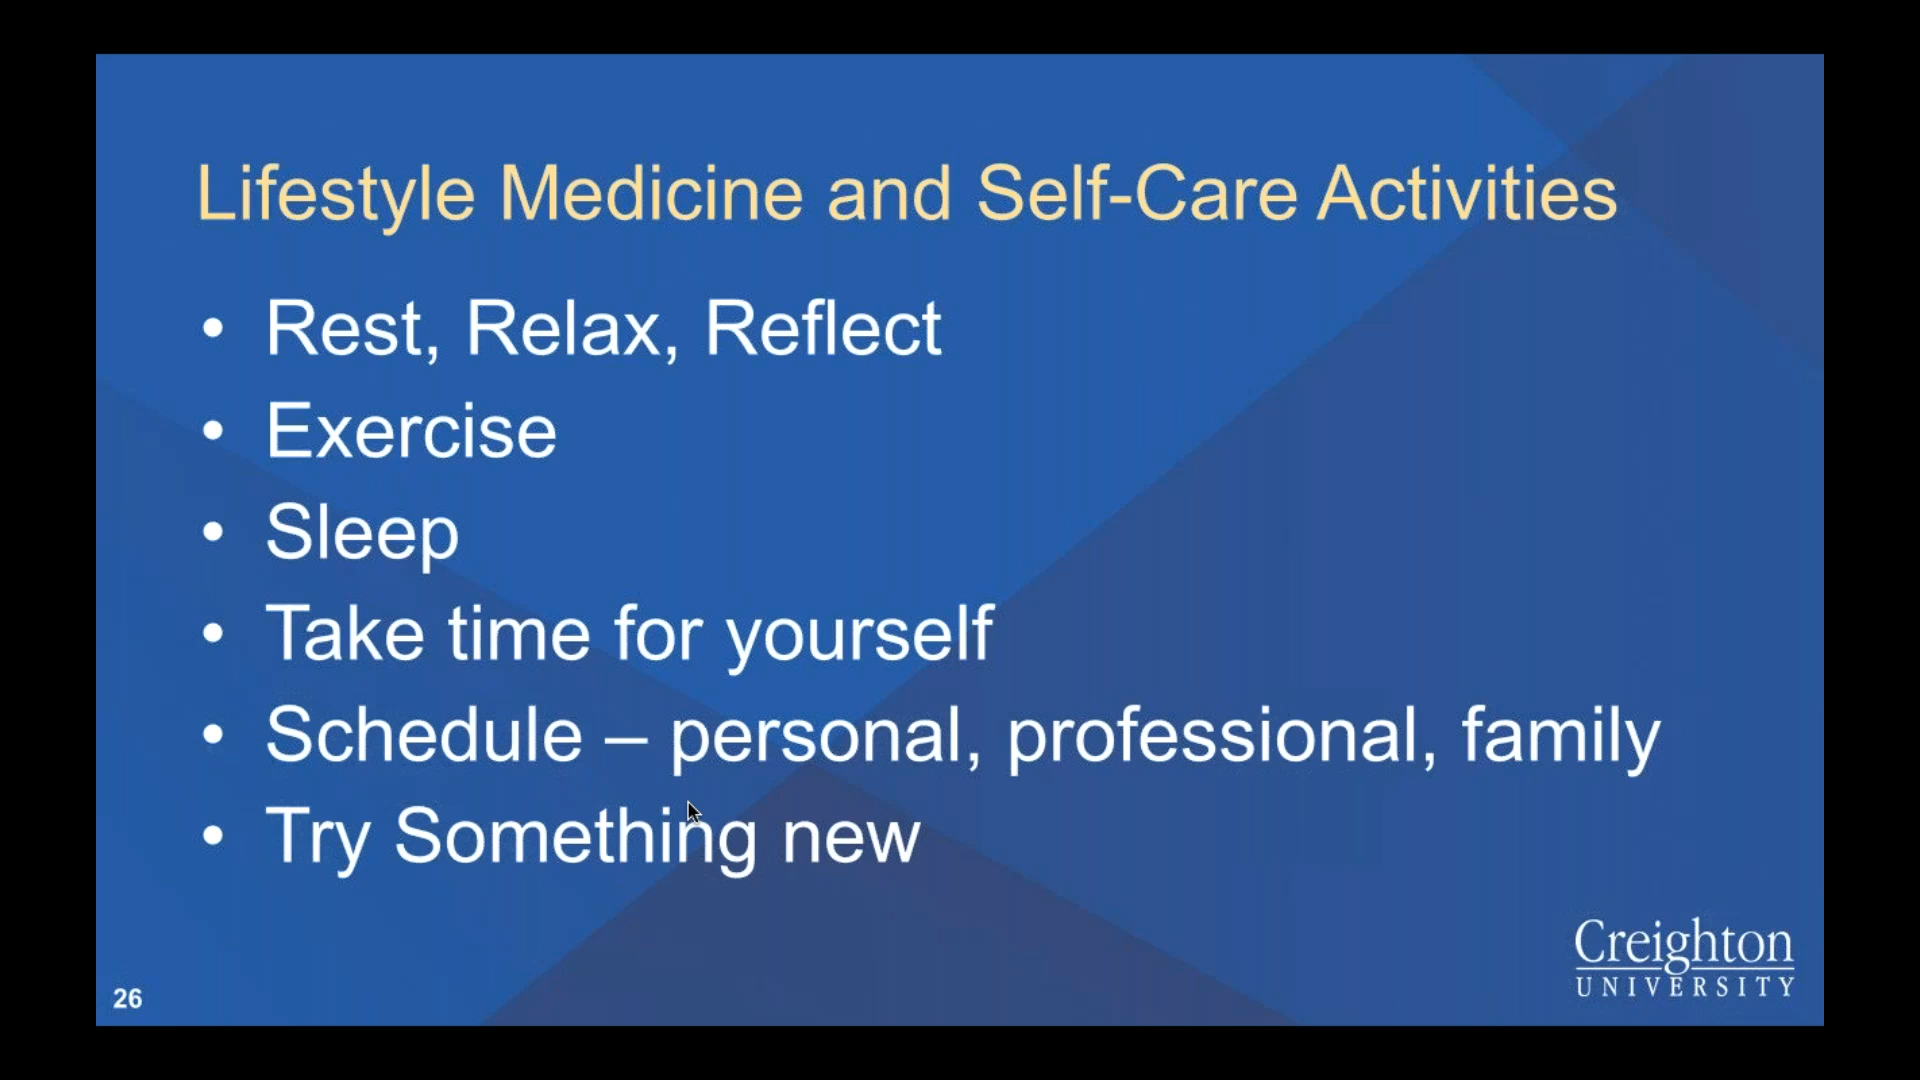 Lifestyle Medicine and Self-Care Activities
• Rest, Relax, Reflect
• Exercise
• Sleep
• Take time for yourself
• Schedule – personal, professional, family
• Try Something new
Creighton
UNIVERSITY
26